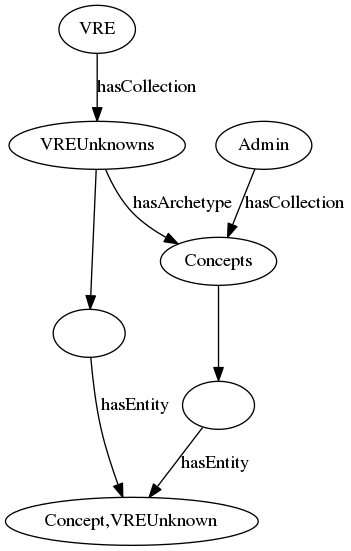 VRE
hasCollection
VREUnknowns
Admin
hasArchetype
hasCollection
Concepts
hasEntity
hasEntity
Concept,VREUnknown